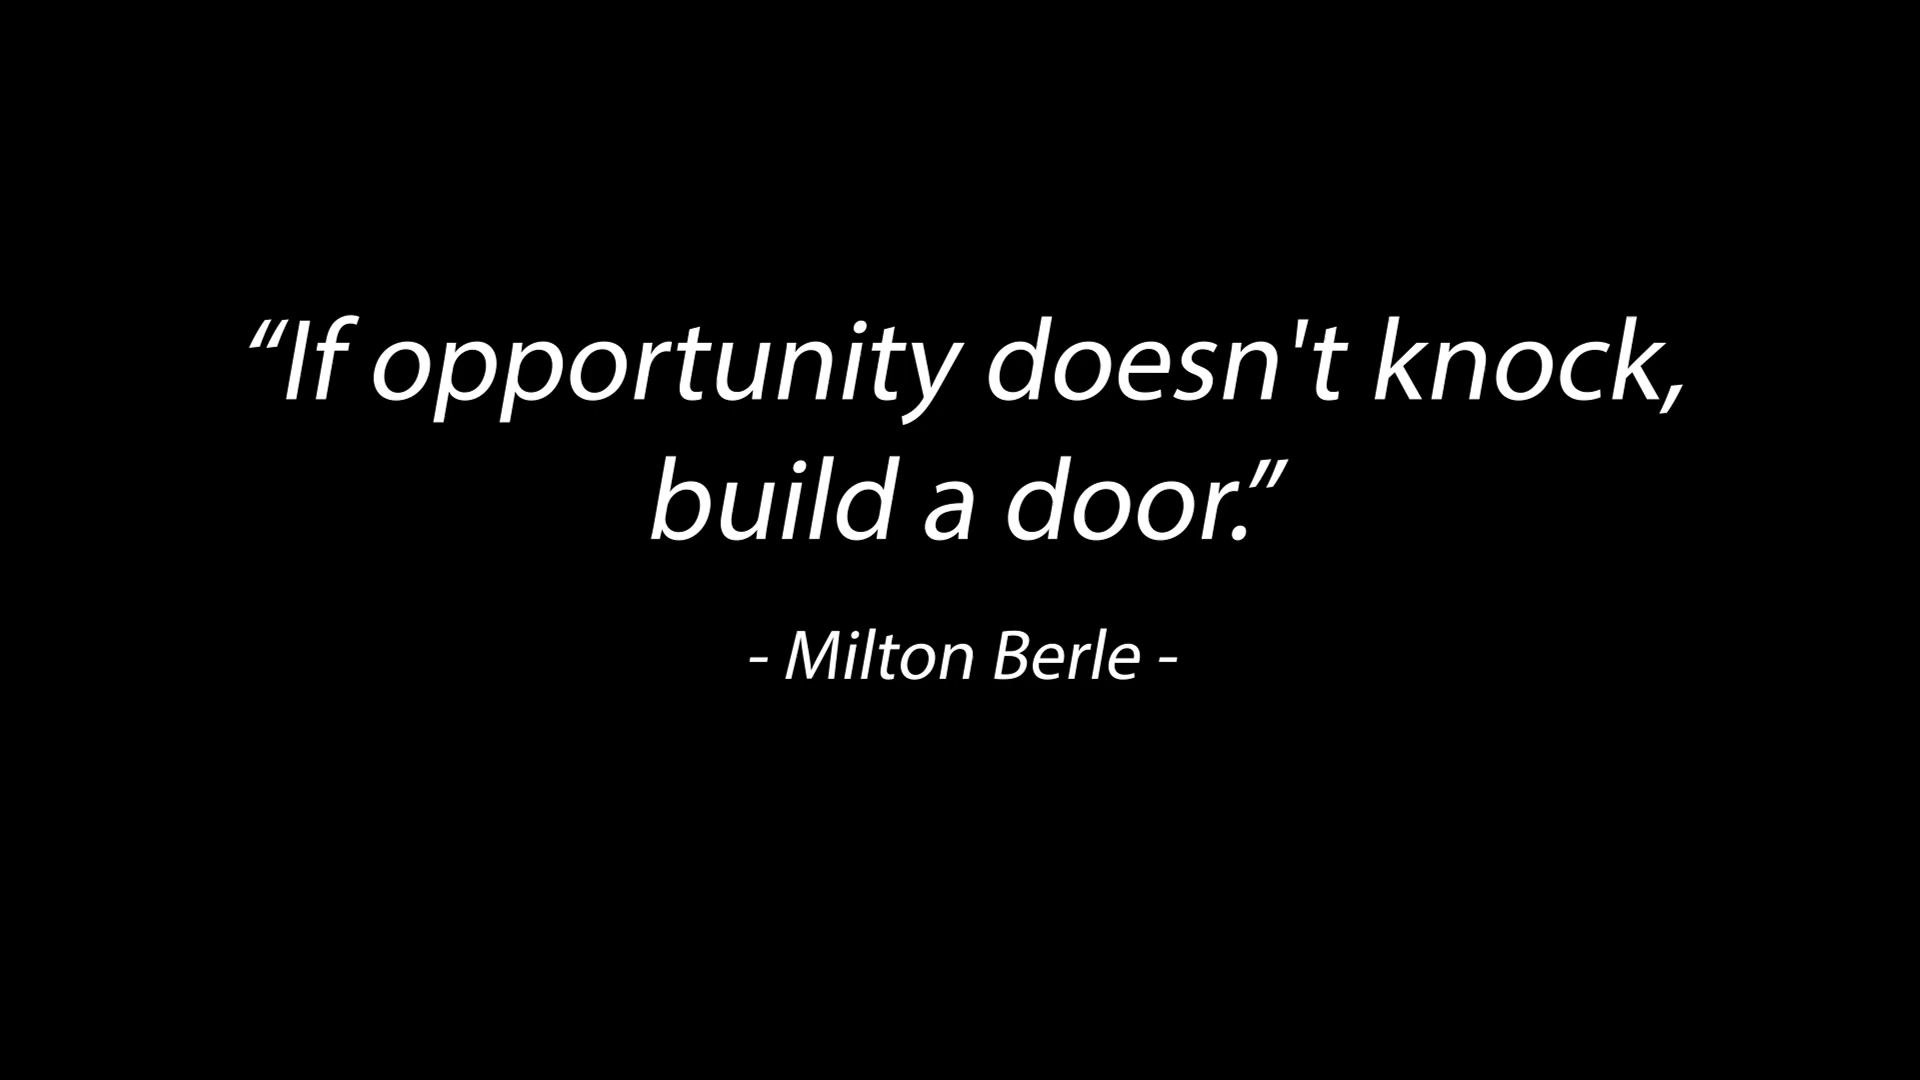 “If opportunity doesn't knock,
build a door.”
- Milton Berle -